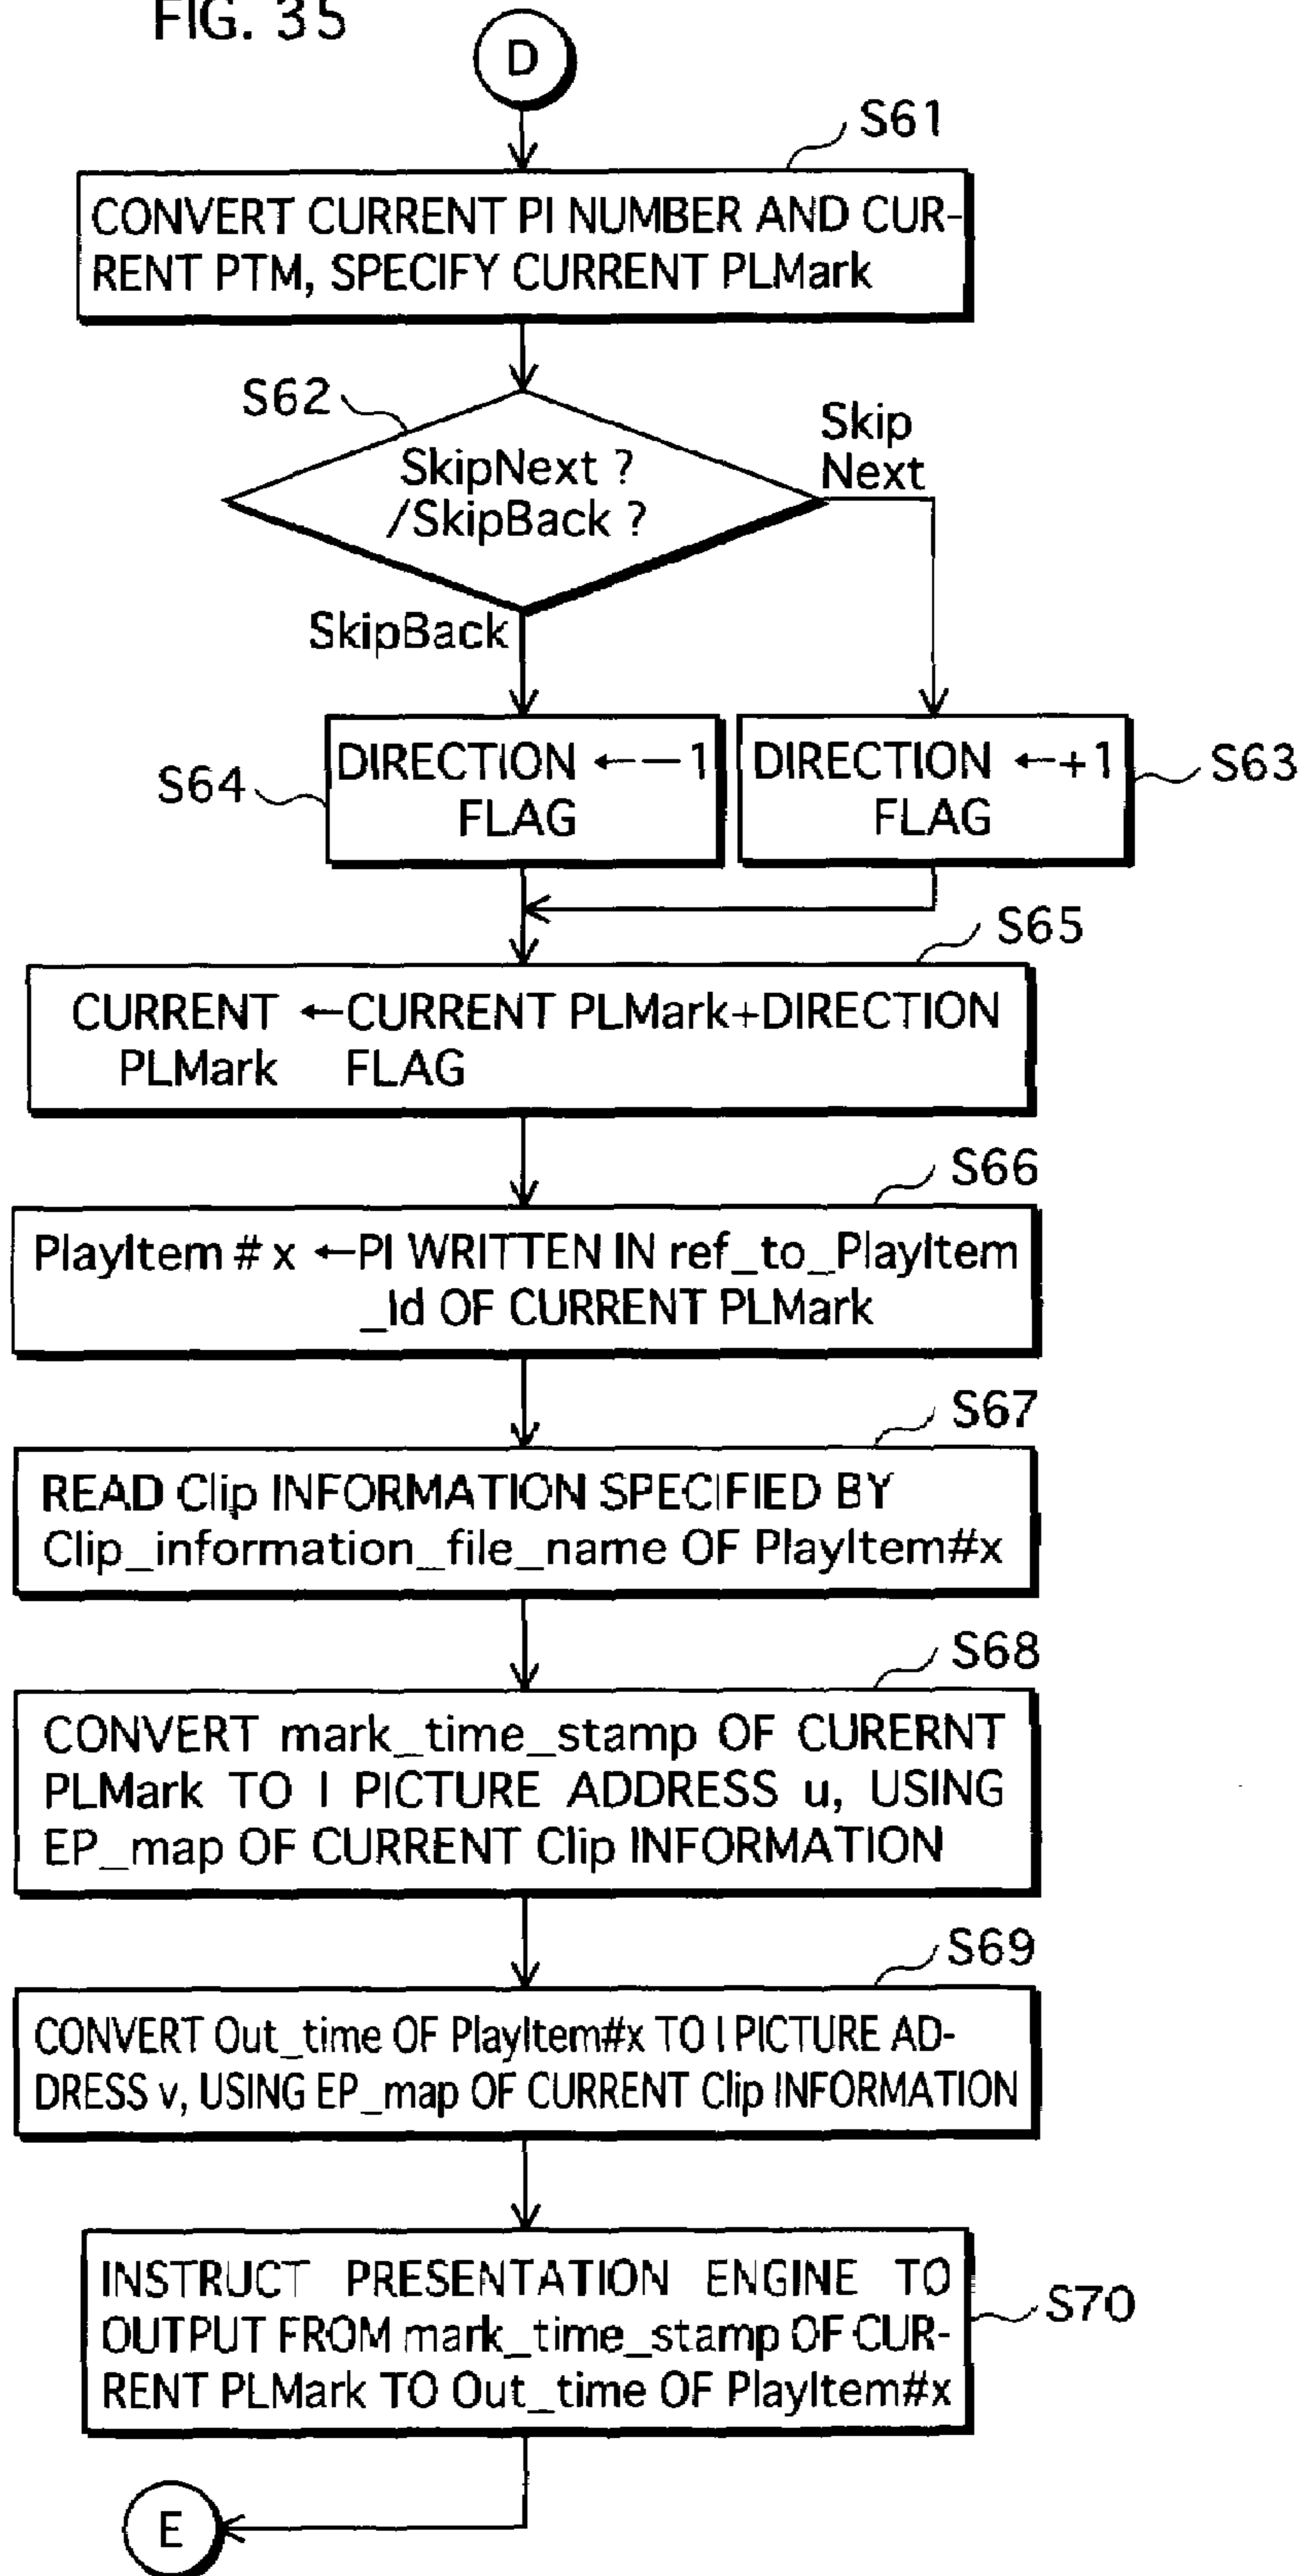 FIG. 35
D
S61
CONVERT CURRENT PI NUMBER AND CUR-
RENT PTM, SPECIFY CURRENT PLMark
S62
SkipNext ?
/SkipBack ?
Skip
Next
SkipBack
S64
DIRECTION ←－1
FLAG
DIRECTION ←+1
FLAG
S63
S65
CURRENT ←CURRENT PLMark+DIRECTION
PLMark FLAG
S66
PlayItem # x ←PI WRITTEN IN ref_to_PlayItem
_Id OF CURRENT PLMark
S67
READ Clip INFORMATION SPECIFIED BY
Clip_information_file_name OF PlayItem#x
S68
CONVERT mark_time_stamp OF CURERNT
PLMark TO I PICTURE ADDRESS u, USING
EP_map OF CURRENT Clip INFORMATION
S69
CONVERT Out_time OF PlayItem#x TO I PICTURE AD-
DRESS v, USING EP_map OF CURRENT Clip INFORMATION
INSTRUCT PRESENTATION ENGINE TO
OUTPUT FROM mark_time_stamp OF CUR-
RENT PLMark TO Out_time OF PlayItem#x
S70
E